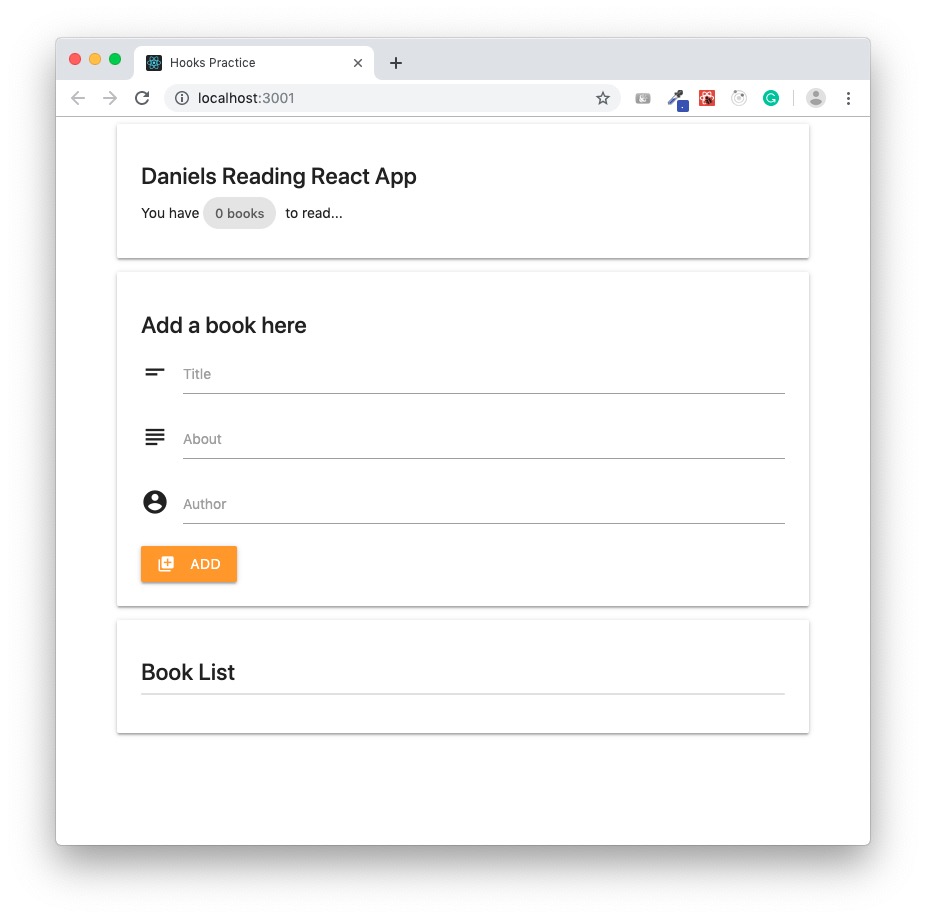 Hooks Practice
localhost:3001
Daniels Reading React App
You have 0 books to read...
Add a book here
Title
About
Author
ADD
Book List